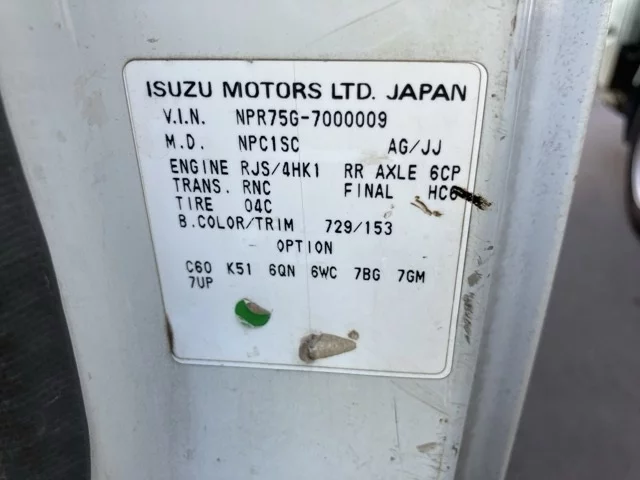 ISUZU MOTORS LTD. JAPAN
V.I.N. NPR75G-7000009
M.D. NPC1SC AG/JJ
ENGINE RJS/4HK1 RR AXLE 6CP
TRANS. RNC FINAL HC6
TIRE 04C
B.COLOR/TRIM 729/153
OPTION
C60 K51 6QN 6WC 7BG 7GM
7UP